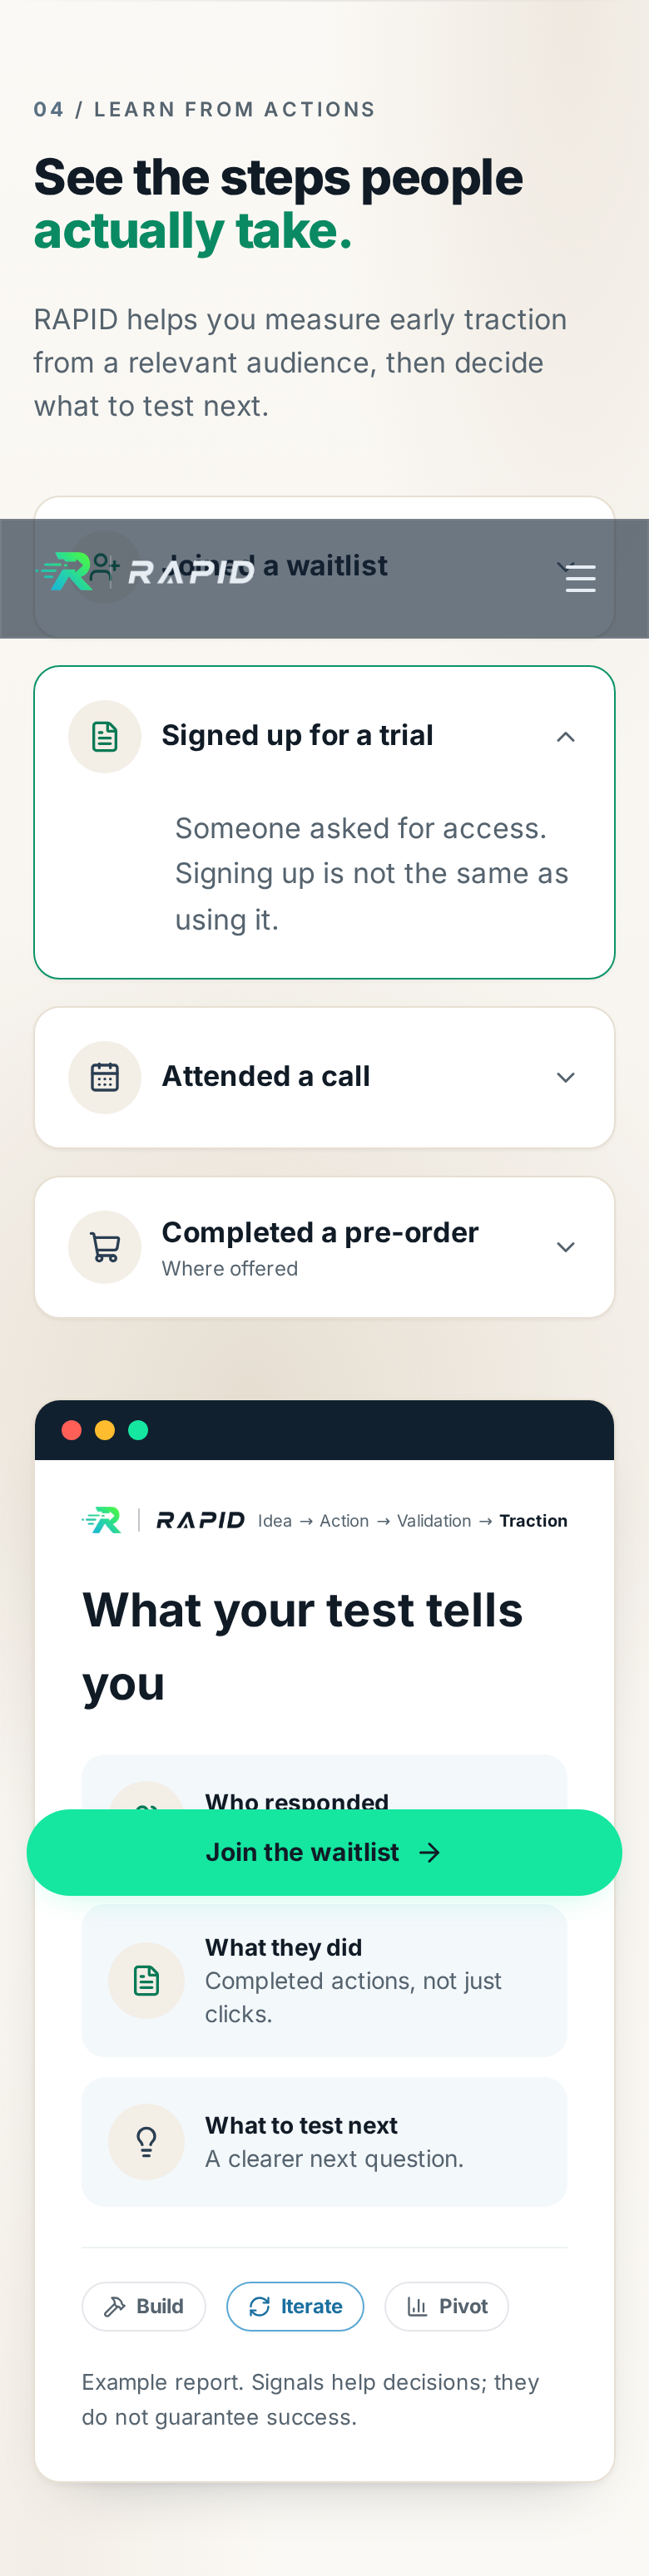 04 / LEARN FROM ACTIONS
See the steps people
actually take.
RAPID helps you measure early traction
from a relevant audience, then decide
what to test next.
Joined a waitlist
RAPID
Signed up for a trial
Someone asked for access.
Signing up is not the same as
using it.
Attended a call
Completed a pre-order
Where offered
RAPID Idea → Action → Validation → Traction
What your test tells
you
Who responded
Join the waitlist →
What they did
Completed actions, not just
clicks.
What to test next
A clearer next question.
Build Iterate Pivot
Example report. Signals help decisions; they
do not guarantee success.